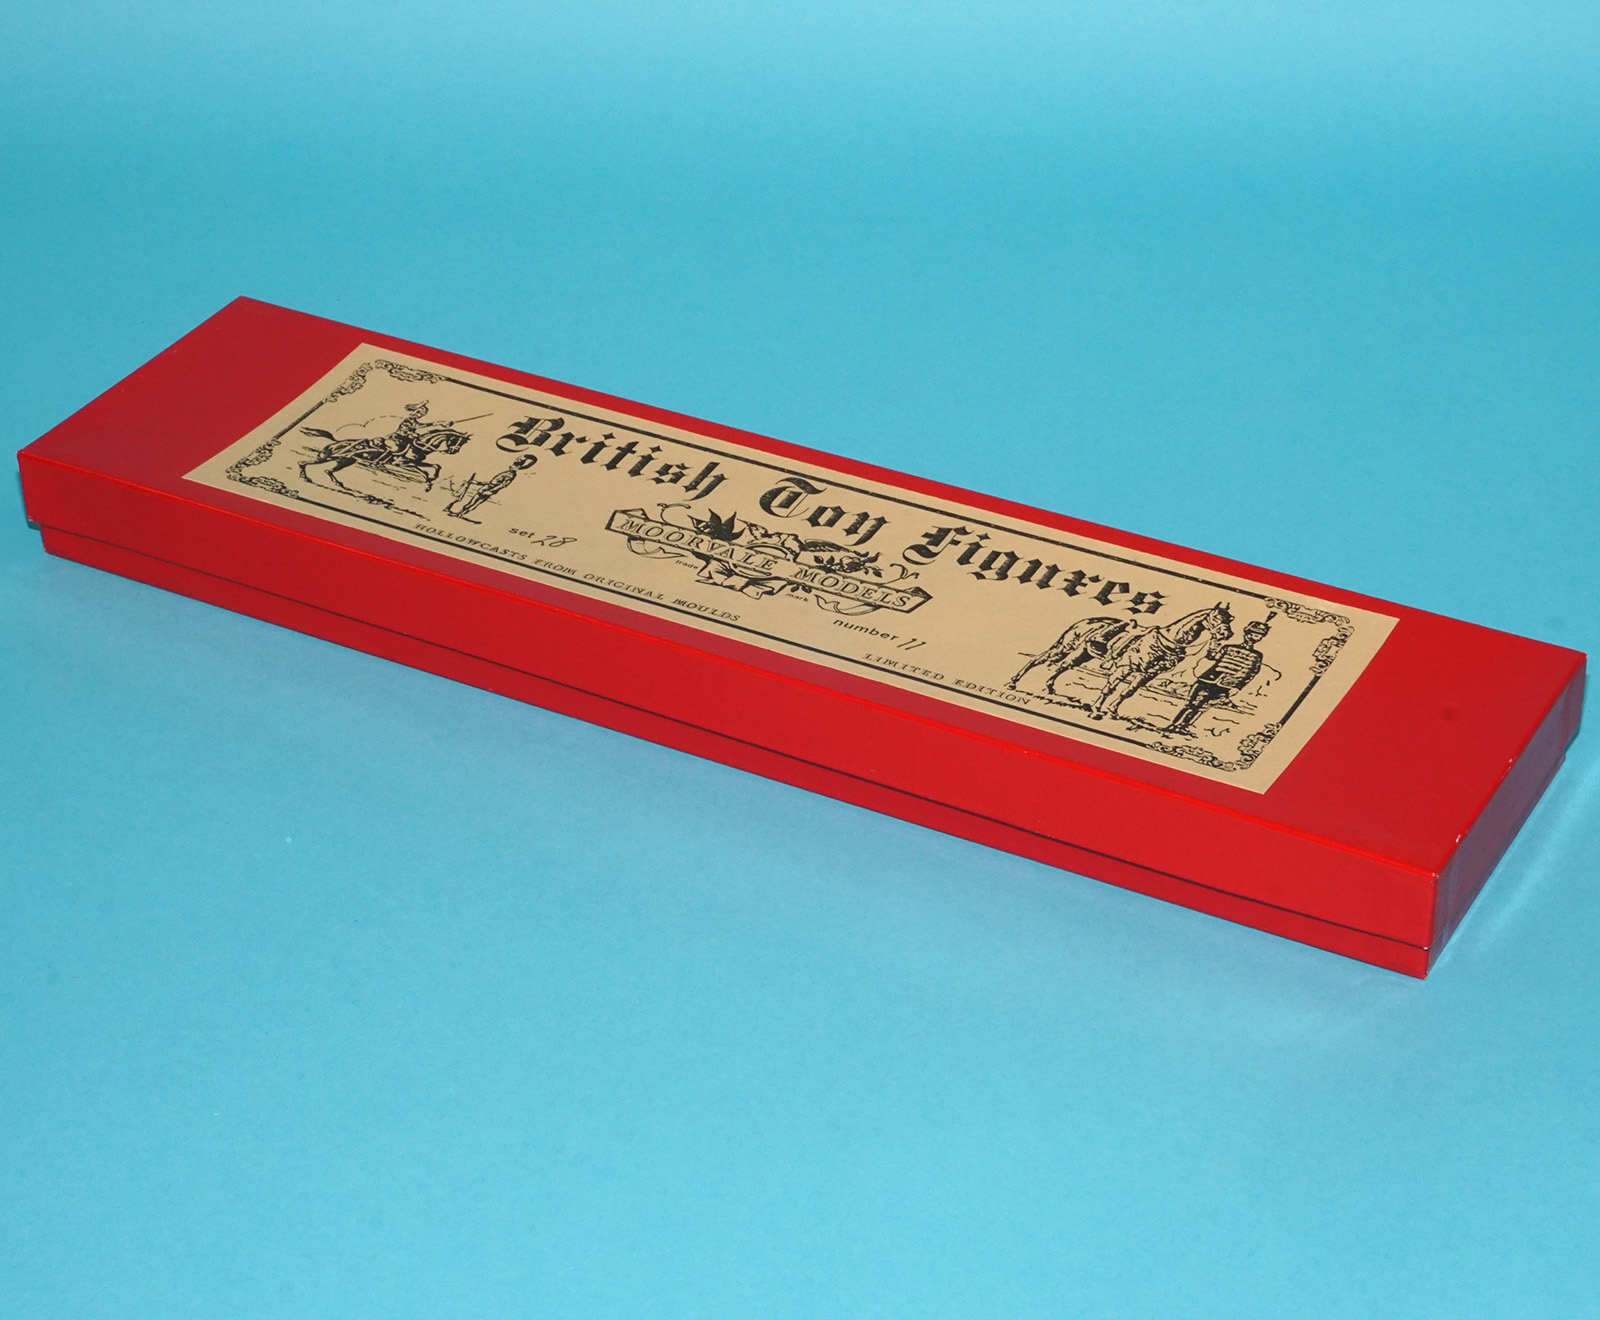 British Toy Figures
set 28
MOORVALE MODELS
trade mark
number 11
HOLLOWCASTS FROM ORIGINAL MOULDS
LIMITED EDITION